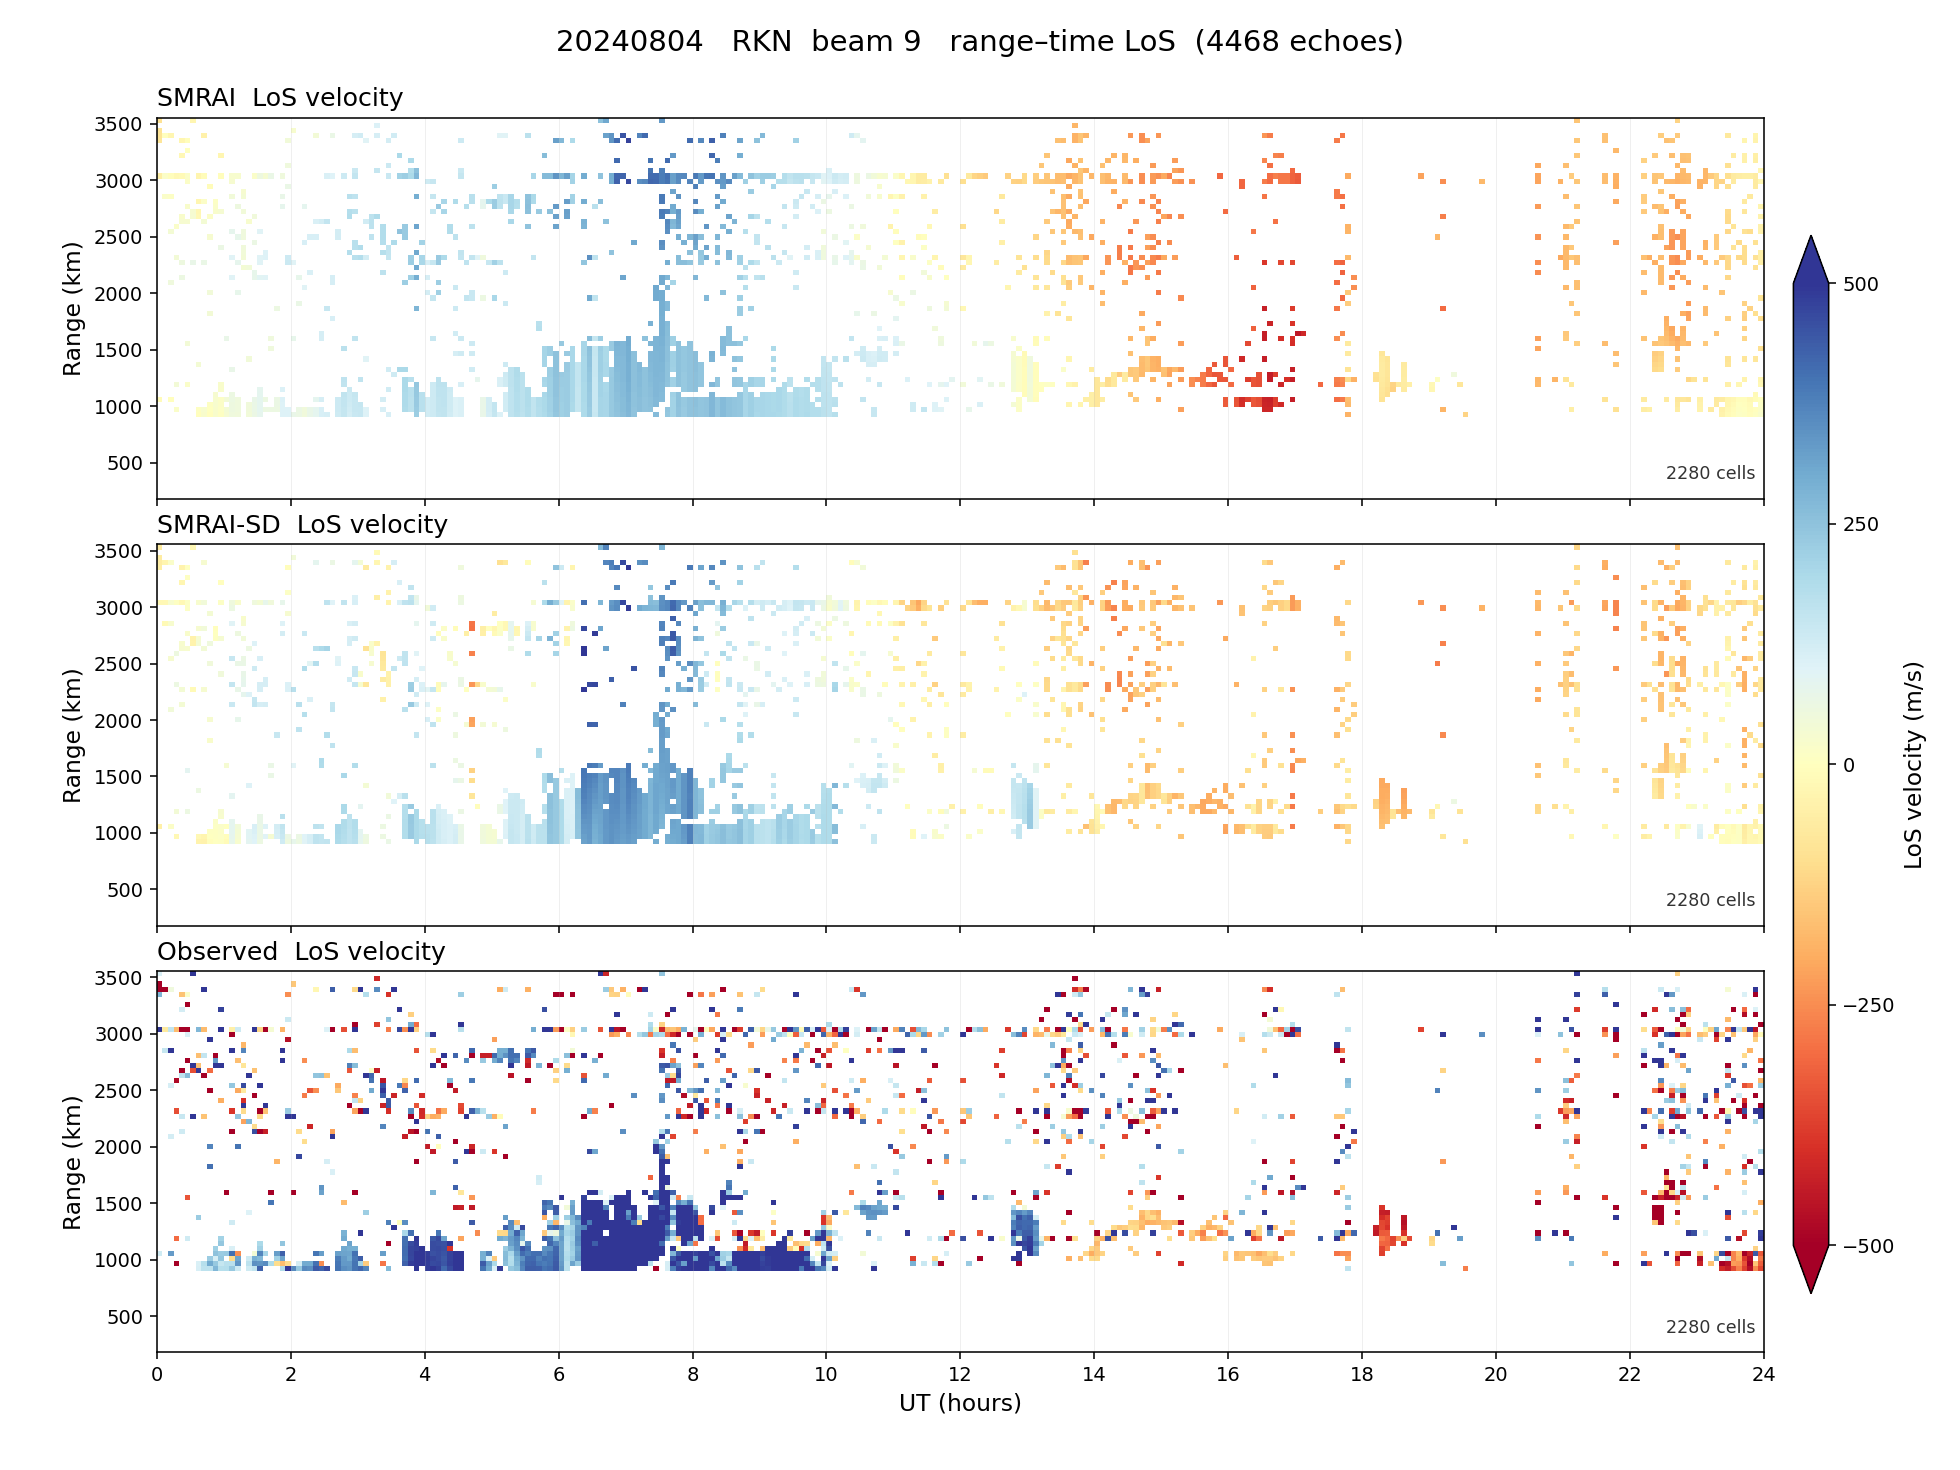 20240804   RKN  beam 9   range–time LoS  (4468 echoes)
SMRAI  LoS velocity
3500
3000
2500
2000
1500
1000
500
Range (km)
2280 cells
SMRAI-SD  LoS velocity
3500
3000
2500
2000
1500
1000
500
Range (km)
2280 cells
Observed  LoS velocity
3500
3000
2500
2000
1500
1000
500
Range (km)
2280 cells
0 2 4 6 8 10 12 14 16 18 20 22 24
UT (hours)
500
250
0
−250
−500
LoS velocity (m/s)